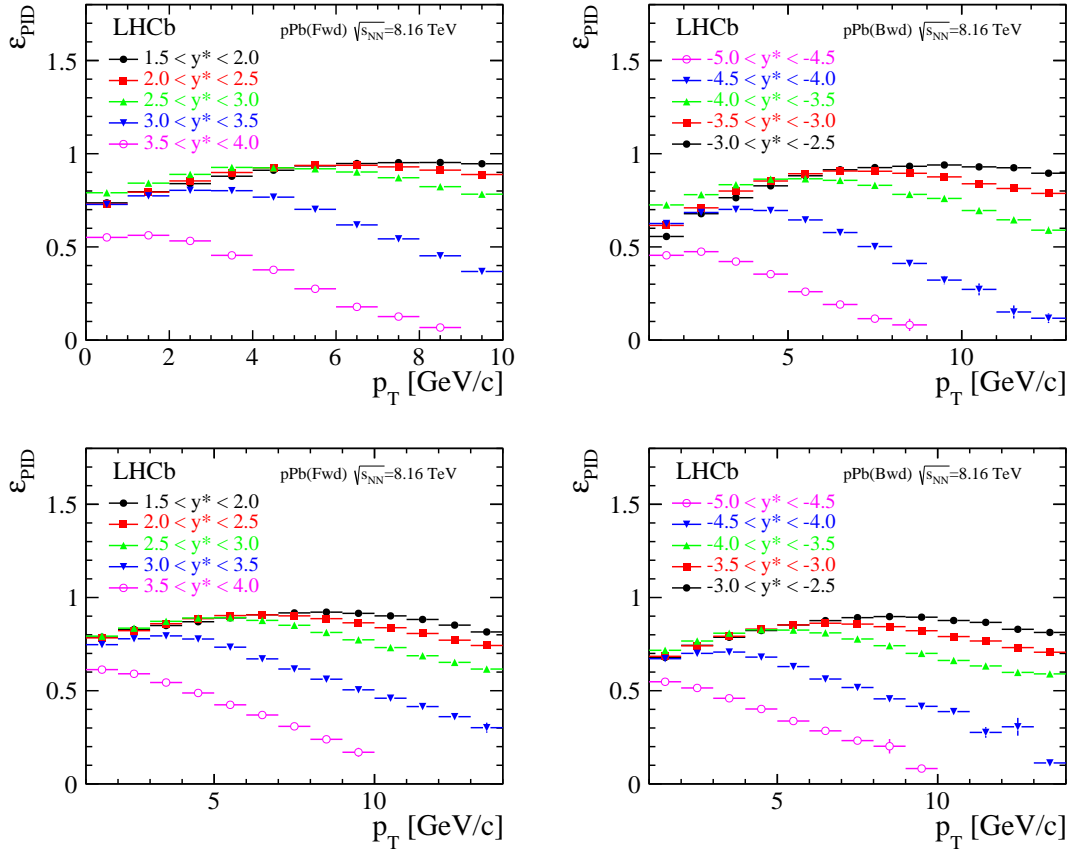 LHCb pPb(Fwd) √s_NN=8.16 TeV
ε_PID
1.5 < y* < 2.0
2.0 < y* < 2.5
2.5 < y* < 3.0
3.0 < y* < 3.5
3.5 < y* < 4.0
1.5
1
0.5
0
0 2 4 6 8 10
p_T [GeV/c]
LHCb pPb(Bwd) √s_NN=8.16 TeV
ε_PID
-5.0 < y* < -4.5
-4.5 < y* < -4.0
-4.0 < y* < -3.5
-3.5 < y* < -3.0
-3.0 < y* < -2.5
1.5
1
0.5
0
5 10
p_T [GeV/c]
LHCb pPb(Fwd) √s_NN=8.16 TeV
ε_PID
1.5 < y* < 2.0
2.0 < y* < 2.5
2.5 < y* < 3.0
3.0 < y* < 3.5
3.5 < y* < 4.0
1.5
1
0.5
0
5 10
p_T [GeV/c]
LHCb pPb(Bwd) √s_NN=8.16 TeV
ε_PID
-5.0 < y* < -4.5
-4.5 < y* < -4.0
-4.0 < y* < -3.5
-3.5 < y* < -3.0
-3.0 < y* < -2.5
1.5
1
0.5
0
5 10
p_T [GeV/c]